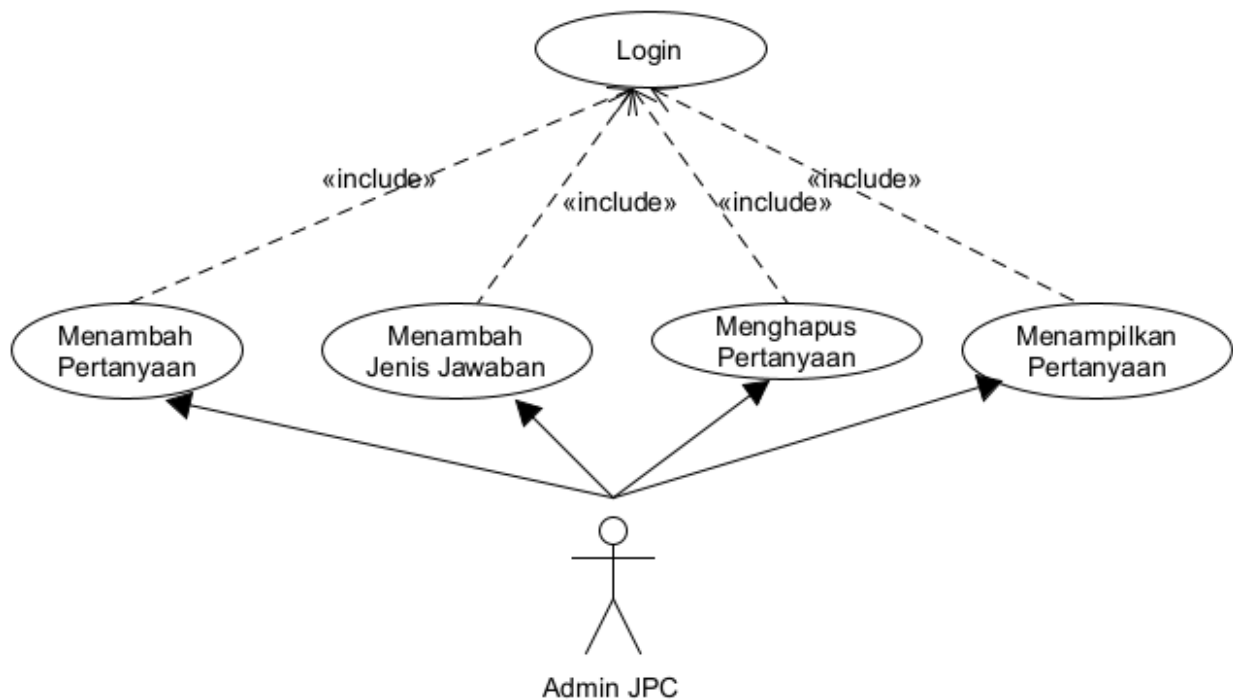 Login
«include»
«include»
«include»
«include»
Menambah
Pertanyaan
Menambah
Jenis Jawaban
Menghapus
Pertanyaan
Menampilkan
Pertanyaan
Admin JPC